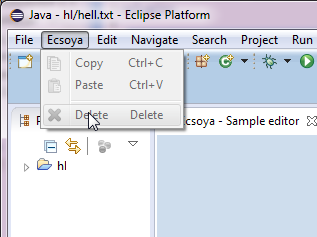 Java - hl/hell.txt - Eclipse Platform
File Ecsoya Edit Navigate Search Project Run
Copy Ctrl+C
Paste Ctrl+V
Delete Delete
P
csoya - Sample editor
hl